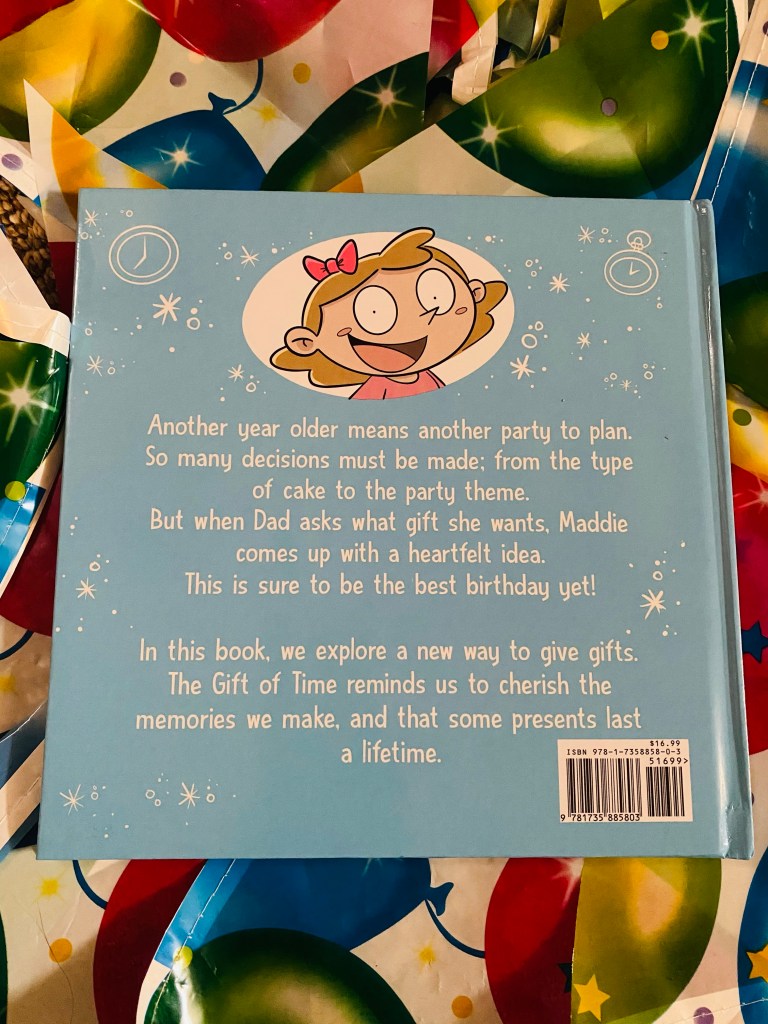 Another year older means another party to plan.
So many decisions must be made; from the type
of cake to the party theme.
But when Dad asks what gift she wants, Maddie
comes up with a heartfelt idea.
This is sure to be the best birthday yet!
In this book, we explore a new way to give gifts.
The Gift of Time reminds us to cherish the
memories we make, and that some presents last
a lifetime.
$16.99
ISBN 978-1-7358858-0-3
51699>
9 781735 885803